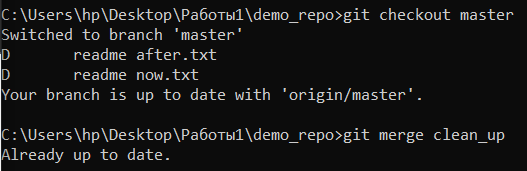 C:\Users\hp\Desktop\Работы1\demo_repo>git checkout master
Switched to branch 'master'
D       readme after.txt
D       readme now.txt
Your branch is up to date with 'origin/master'.
C:\Users\hp\Desktop\Работы1\demo_repo>git merge clean_up
Already up to date.